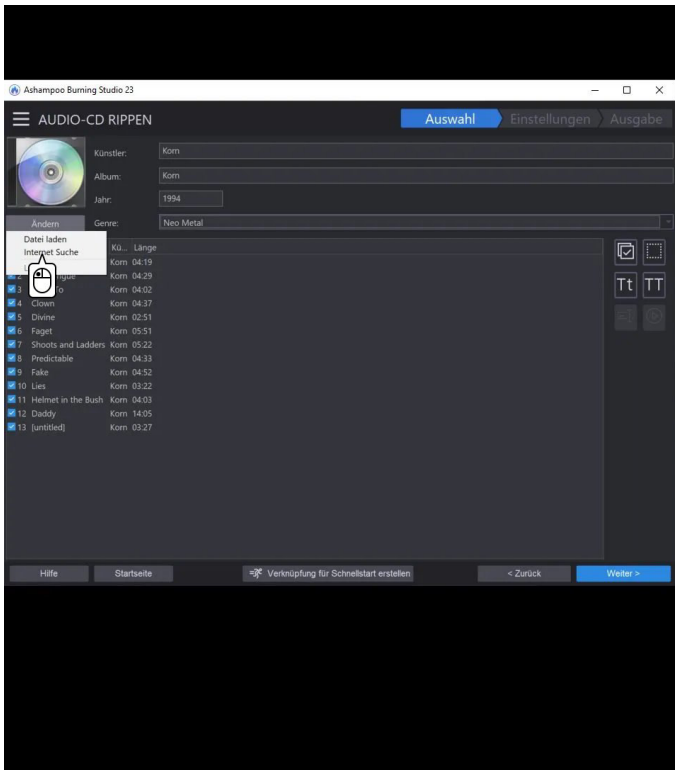 Ashampoo Burning Studio 23
AUDIO-CD RIPPEN
Auswahl
Einstellungen
Ausgabe
Künstler: Korn
Album: Korn
Jahr: 1994
Ändern
Genre: Neo Metal
Datei laden
Internet Suche
Kü... Länge
Korn 04:19
Korn 04:29
3 To Korn 04:02
4 Clown Korn 04:37
5 Divine Korn 02:51
6 Faget Korn 05:51
7 Shoots and Ladders Korn 05:22
8 Predictable Korn 04:33
9 Fake Korn 04:52
10 Lies Korn 03:22
11 Helmet in the Bush Korn 04:03
12 Daddy Korn 14:05
13 [untitled] Korn 03:27
Tt TT
Hilfe
Startseite
Verknüpfung für Schnellstart erstellen
< Zurück
Weiter >